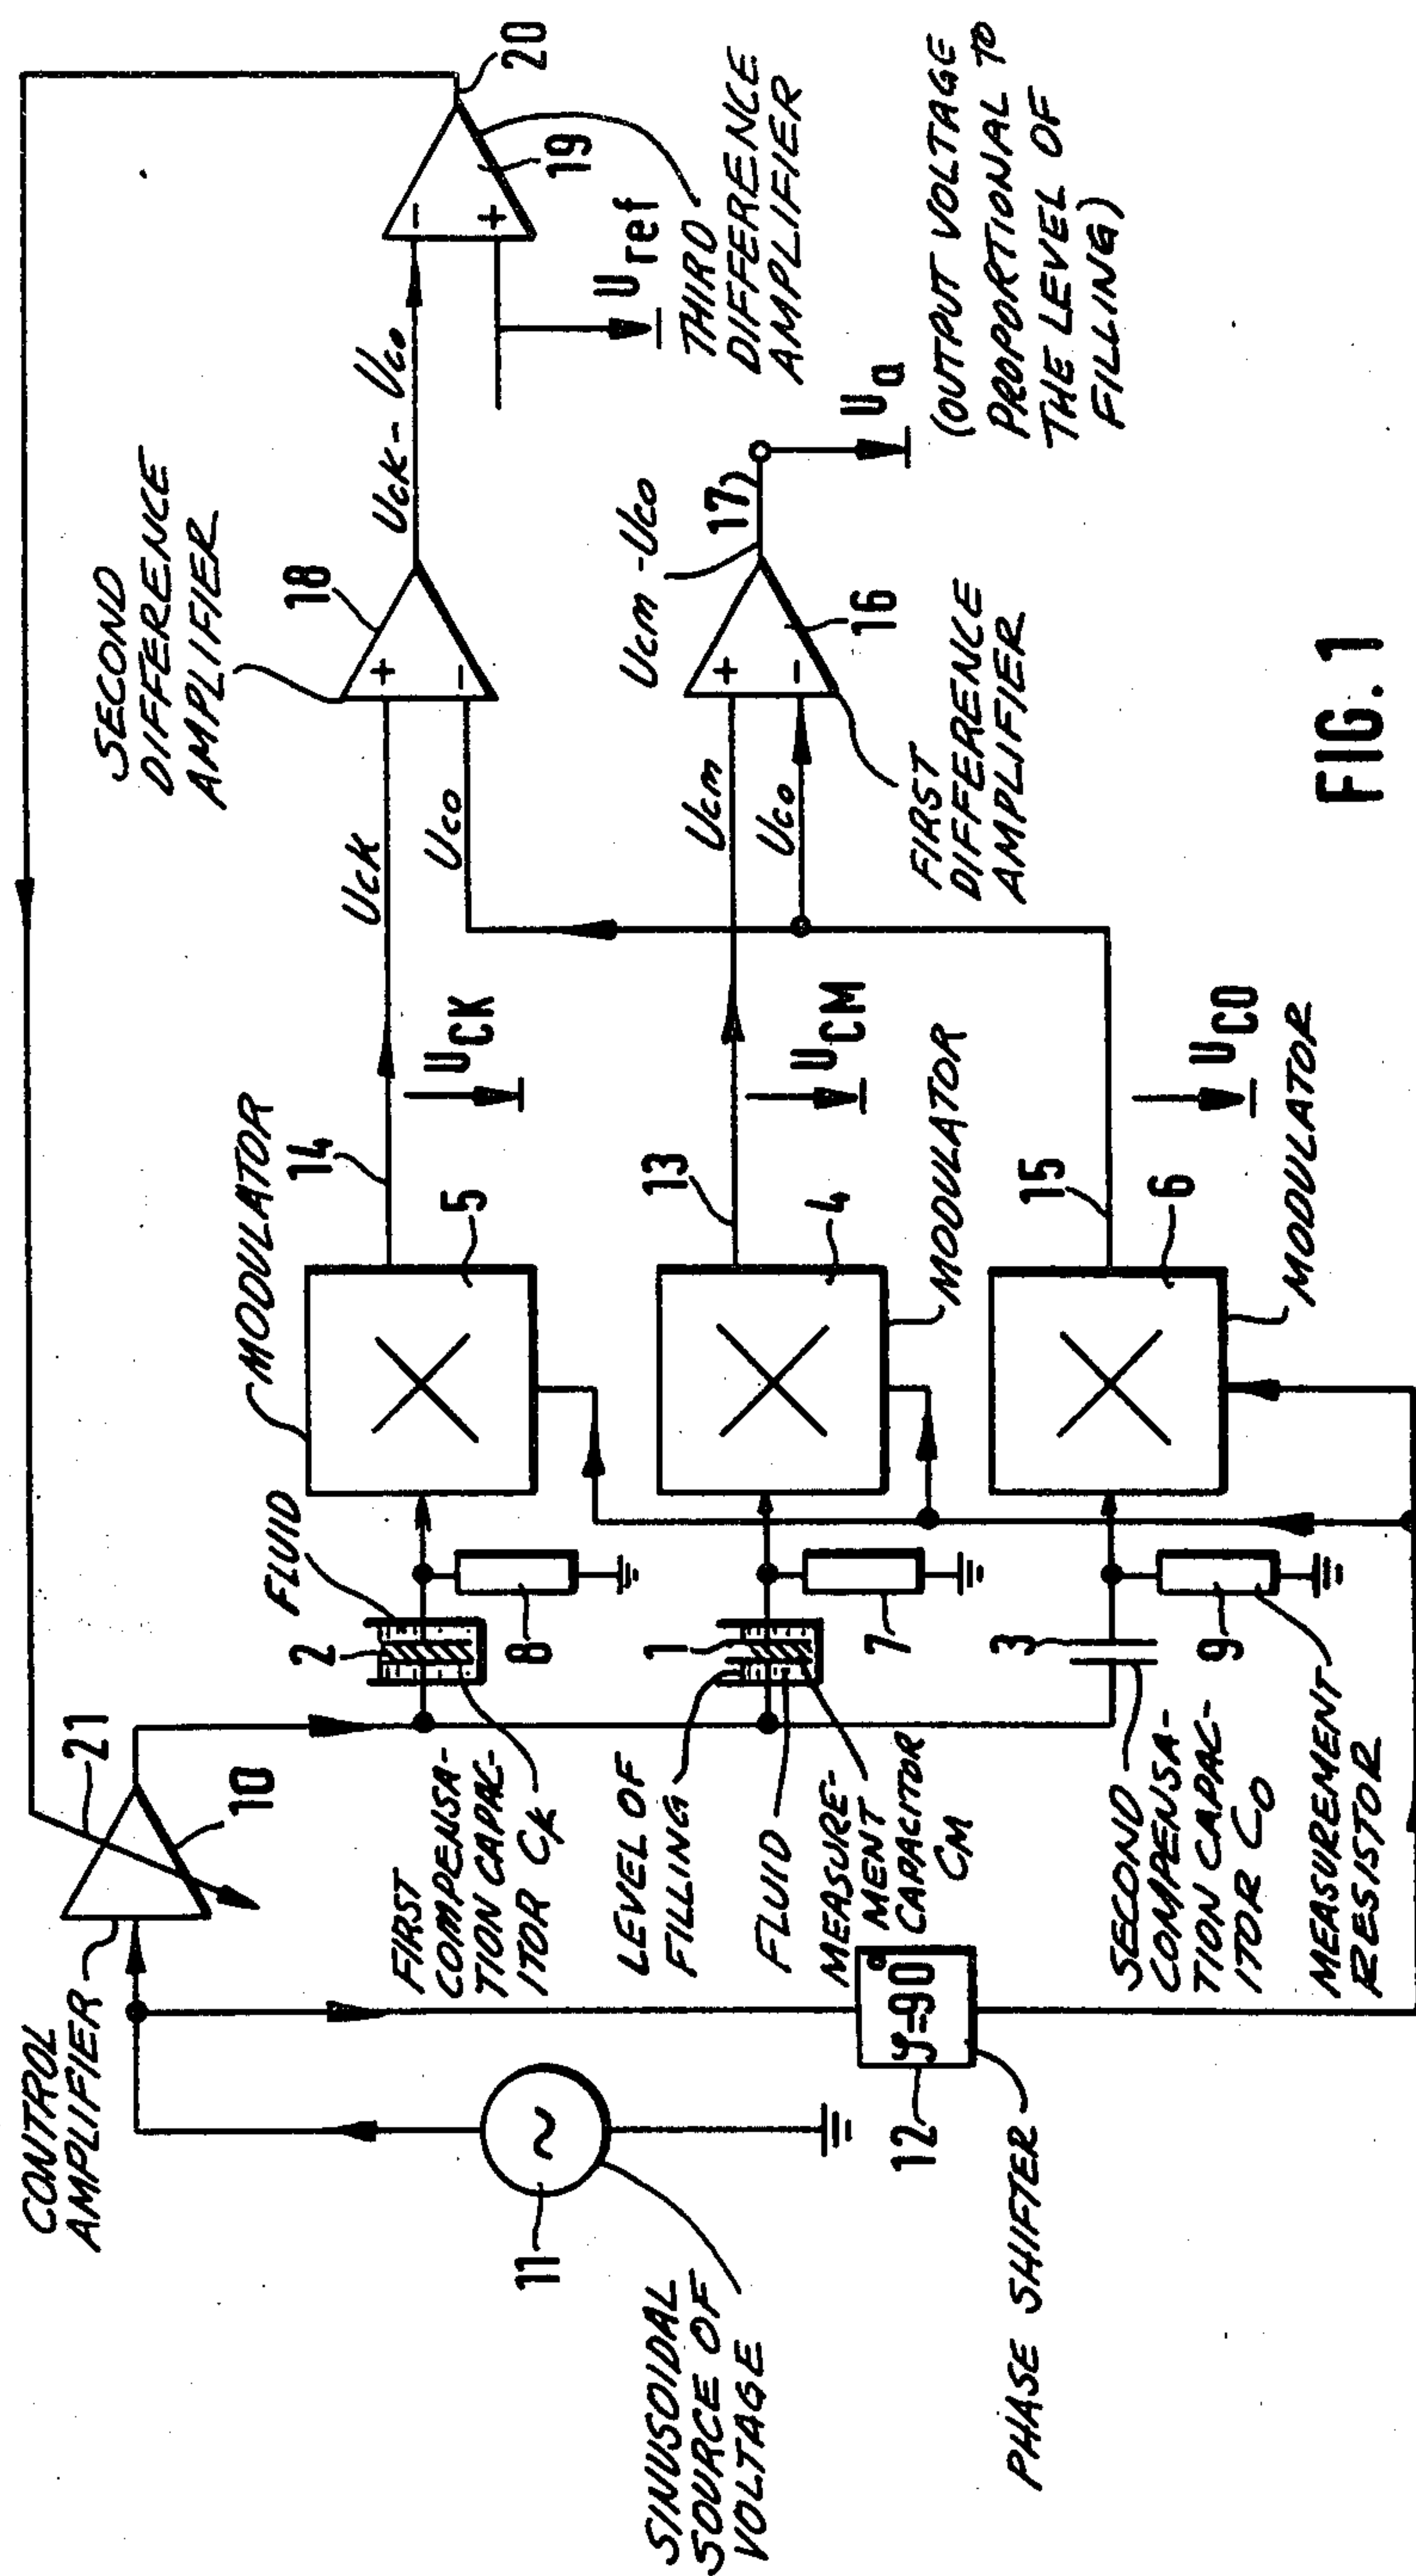 CONTROL
AMPLIFIER
21
10
20
19
THIRD
DIFFERENCE
AMPLIFIER
Uref
UCK - UCO
SECOND
DIFFERENCE
AMPLIFIER
18
+
−
−
+
UCK
UCO
14
UCK
MODULATOR
5
FLUID
2
8
FIRST
COMPENSA-
TION CAPAC-
ITOR CK
LEVEL OF
FILLING
FLUID
MEASURE-
MENT
CAPACITOR
CM
1
7
4
MODULATOR
13
UCM
UCM
UCO
+
−
16
FIRST
DIFFERENCE
AMPLIFIER
UCM - UCO
17
Ua
(OUTPUT VOLTAGE
PROPORTIONAL TO
THE LEVEL OF
FILLING)
SINUSOIDAL
SOURCE OF
VOLTAGE
11
~
12
φ=90°
PHASE SHIFTER
3
9
SECOND
COMPENSA-
TION CAPAC-
ITOR CO
MEASUREMENT
RESISTOR
6
MODULATOR
15
UCO
FIG. 1